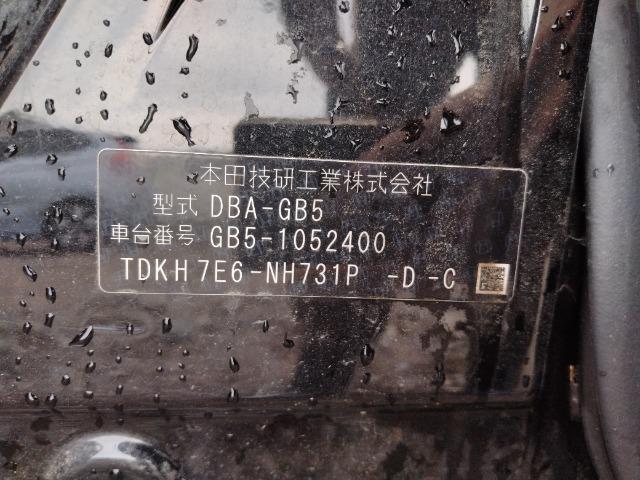 本田技研工業株式会社
型式 DBA-GB5
車台番号 GB5-1052400
TDKH7E6-NH731P -D-C